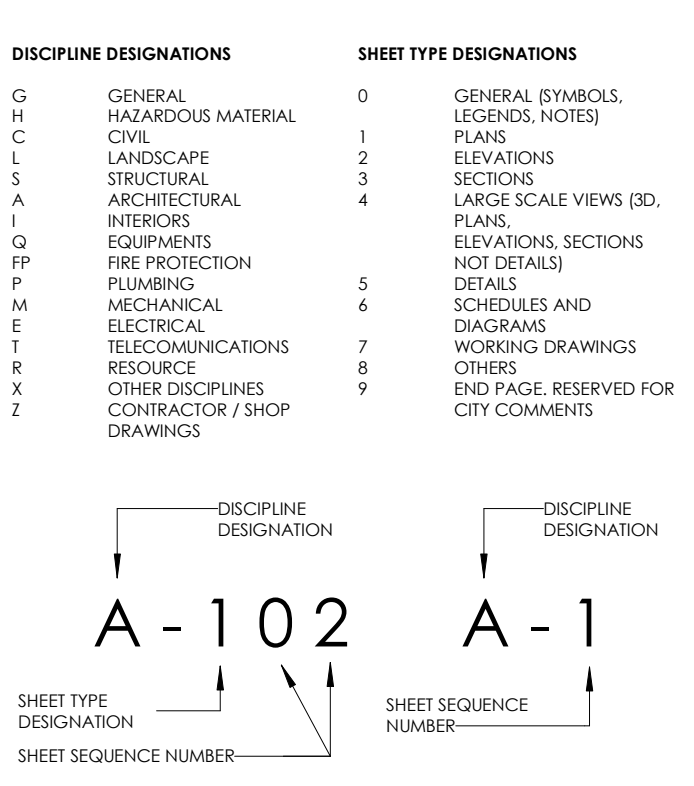 DISCIPLINE DESIGNATIONS
G GENERAL
H HAZARDOUS MATERIAL
C CIVIL
L LANDSCAPE
S STRUCTURAL
A ARCHITECTURAL
I INTERIORS
Q EQUIPMENTS
FP FIRE PROTECTION
P PLUMBING
M MECHANICAL
E ELECTRICAL
T TELECOMUNICATIONS
R RESOURCE
X OTHER DISCIPLINES
Z CONTRACTOR / SHOP
DRAWINGS
SHEET TYPE DESIGNATIONS
0 GENERAL (SYMBOLS,
LEGENDS, NOTES)
1 PLANS
2 ELEVATIONS
3 SECTIONS
4 LARGE SCALE VIEWS (3D,
PLANS,
ELEVATIONS, SECTIONS
NOT DETAILS)
5 DETAILS
6 SCHEDULES AND
DIAGRAMS
7 WORKING DRAWINGS
8 OTHERS
9 END PAGE. RESERVED FOR
CITY COMMENTS
DISCIPLINE
DESIGNATION
A - 1 0 2
SHEET TYPE
DESIGNATION
SHEET SEQUENCE NUMBER
DISCIPLINE
DESIGNATION
A - 1
SHEET SEQUENCE
NUMBER